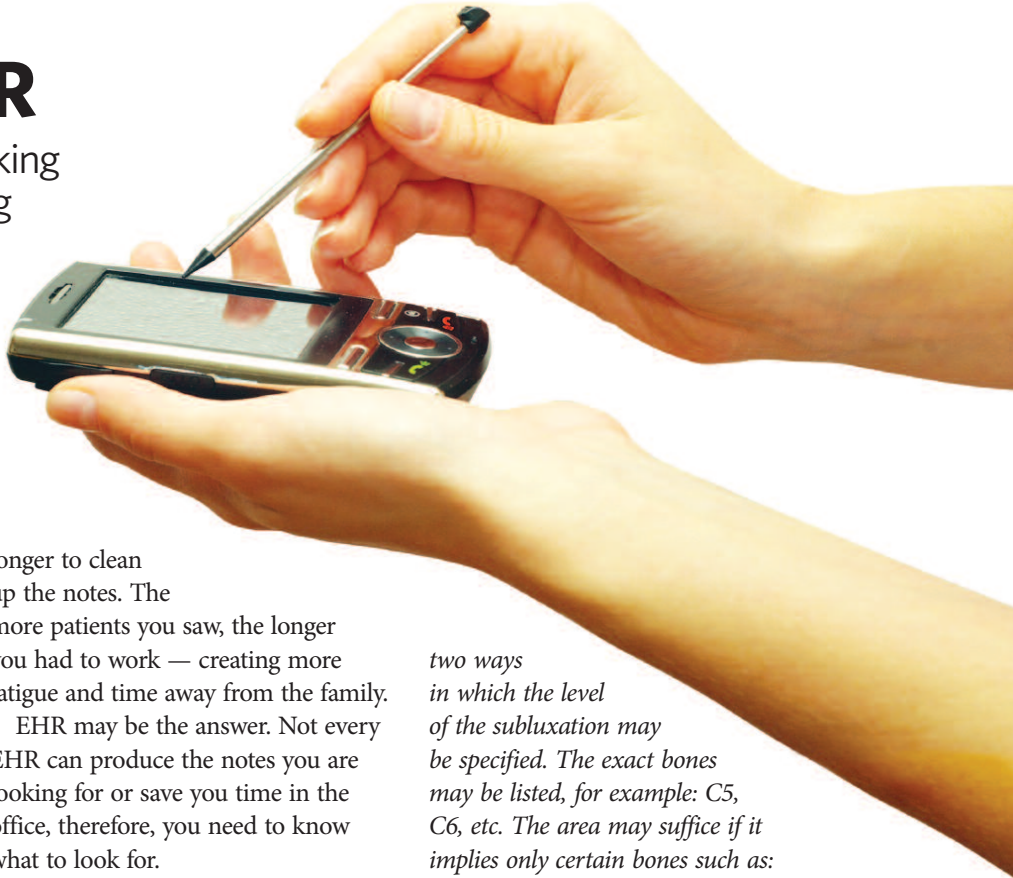 R
king
g
onger to clean
up the notes. The
more patients you saw, the longer
you had to work — creating more
atigue and time away from the family.
EHR may be the answer. Not every
EHR can produce the notes you are
ooking for or save you time in the
office, therefore, you need to know
what to look for.
two ways
in which the level
of the subluxation may
be specified. The exact bones
may be listed, for example: C5,
C6, etc. The area may suffice if it
implies only certain bones such as: